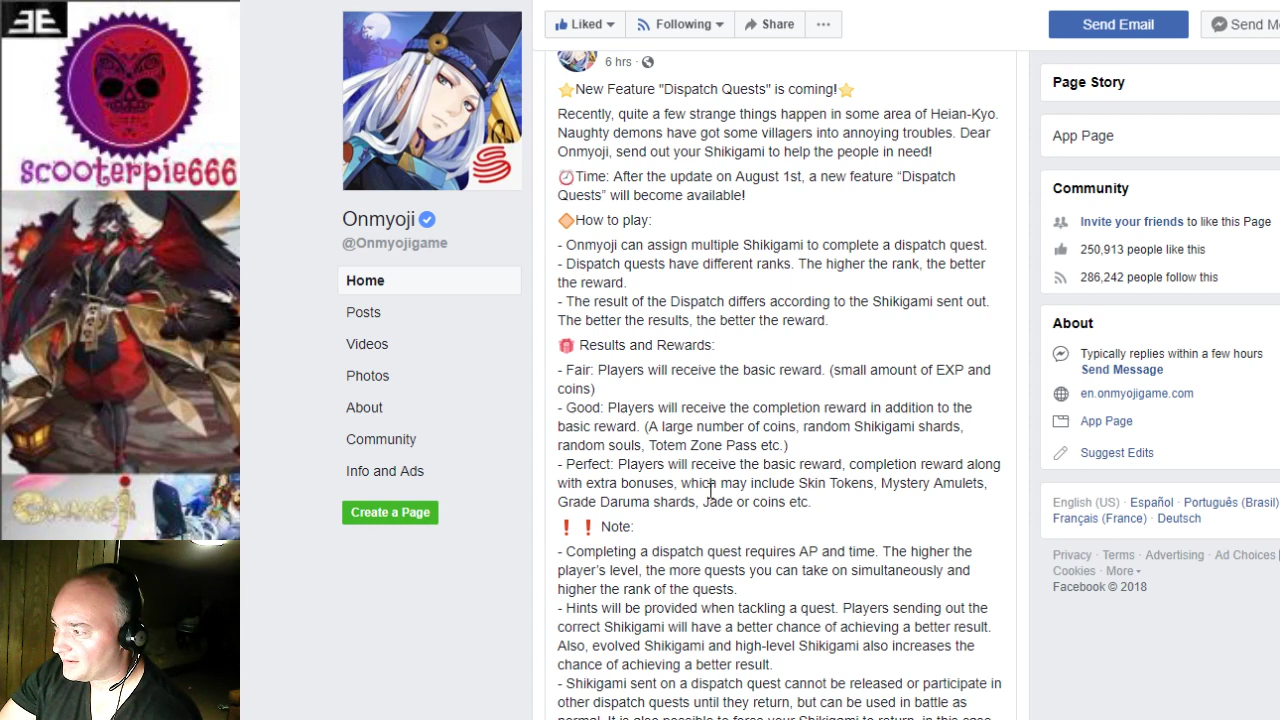 scooterpie666
Onmyoji
@Onmyojigame
Home
Posts
Videos
Photos
About
Community
Info and Ads
Create a Page
Liked
Following
Share
Send Email
Send Me
6 hrs ·
⭐New Feature "Dispatch Quests" is coming!⭐
Recently, quite a few strange things happen in some area of Heian-Kyo.
Naughty demons have got some villagers into annoying troubles. Dear
Onmyoji, send out your Shikigami to help the people in need!
⏰Time: After the update on August 1st, a new feature “Dispatch
Quests” will become available!
🔶How to play:
- Onmyoji can assign multiple Shikigami to complete a dispatch quest.
- Dispatch quests have different ranks. The higher the rank, the better
the reward.
- The result of the Dispatch differs according to the Shikigami sent out.
The better the results, the better the reward.
🎁 Results and Rewards:
- Fair: Players will receive the basic reward. (small amount of EXP and
coins)
- Good: Players will receive the completion reward in addition to the
basic reward. (A large number of coins, random Shikigami shards,
random souls, Totem Zone Pass etc.)
- Perfect: Players will receive the basic reward, completion reward along
with extra bonuses, which may include Skin Tokens, Mystery Amulets,
Grade Daruma shards, Jade or coins etc.
❗ ❗ Note:
- Completing a dispatch quest requires AP and time. The higher the
player’s level, the more quests you can take on simultaneously and
higher the rank of the quests.
- Hints will be provided when tackling a quest. Players sending out the
correct Shikigami will have a better chance of achieving a better result.
Also, evolved Shikigami and high-level Shikigami also increases the
chance of achieving a better result.
- Shikigami sent on a dispatch quest cannot be released or participate in
other dispatch quests until they return, but can be used in battle as
normal. It is also possible to force your Shikigami to return, in this case
Page Story
App Page
Community
Invite your friends to like this Page
250,913 people like this
286,242 people follow this
About
Typically replies within a few hours
Send Message
en.onmyojigame.com
App Page
Suggest Edits
English (US) · Español · Português (Brasil) ·
Français (France) · Deutsch
Privacy · Terms · Advertising · Ad Choices
Cookies · More
Facebook © 2018